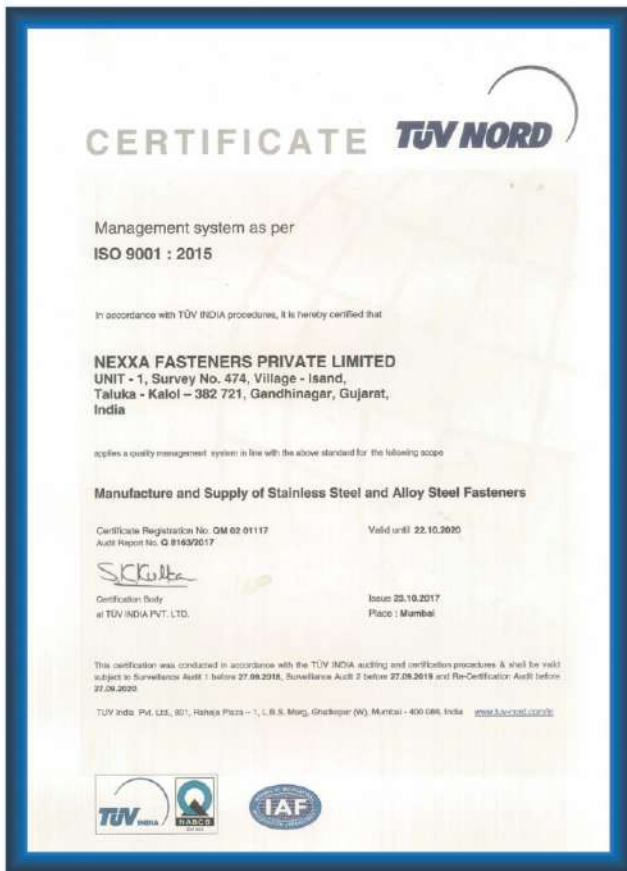 CERTIFICATE TÜV NORD
Management system as per
ISO 9001 : 2015
In accordance with TÜV INDIA procedures, it is hereby certified that
NEXXA FASTENERS PRIVATE LIMITED
UNIT - 1, Survey No. 474, Village - Isand,
Taluka - Kalol – 382 721, Gandhinagar, Gujarat,
India
applies a quality management system in line with the above standard for the following scope
Manufacture and Supply of Stainless Steel and Alloy Steel Fasteners
Certificate Registration No. QM 02 01117
Audit Report No. Q 8163/2017
Valid until 22.10.2020
Certification Body
at TÜV INDIA PVT. LTD.
Issue 23.10.2017
Place : Mumbai
This certification was conducted in accordance with the TÜV INDIA auditing and certification procedures & shall be valid
subject to Surveillance Audit 1 before 27.09.2018, Surveillance Audit 2 before 27.09.2019 and Re-Certification Audit before
27.09.2020
TÜV India Pvt. Ltd., 801, Raheja Plaza – 1, L.B.S. Marg, Ghatkopar (W), Mumbai - 400 086, India www.tuv-nord.com/in
TÜV INDIA
NABCB
IAF